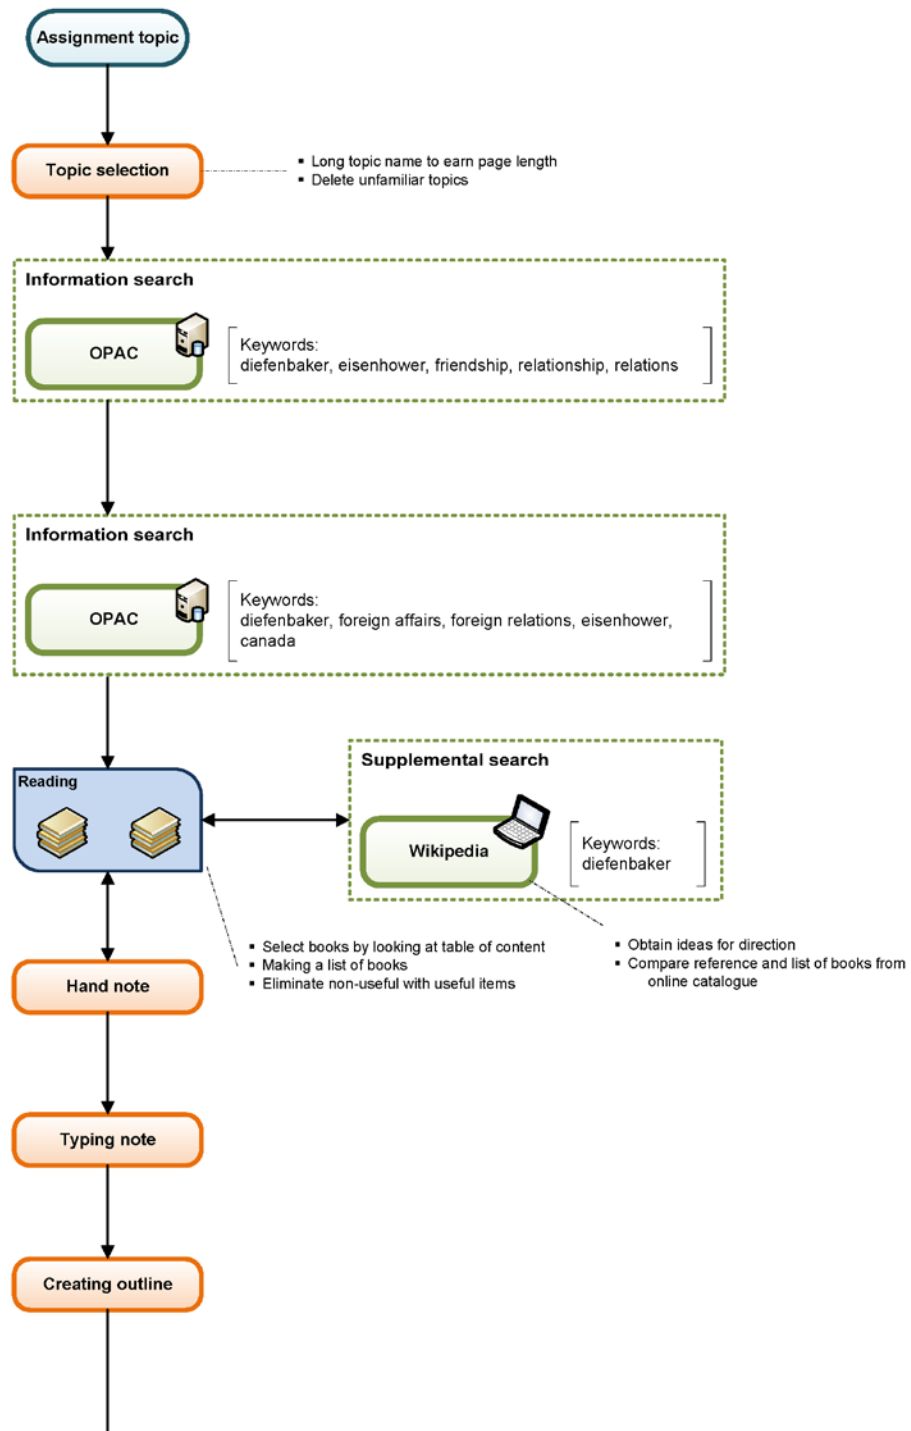 Assignment topic
Topic selection
▪ Long topic name to earn page length
▪ Delete unfamiliar topics
Information search
OPAC
Keywords:
diefenbaker, eisenhower, friendship, relationship, relations
Information search
OPAC
Keywords:
diefenbaker, foreign affairs, foreign relations, eisenhower,
canada
Reading
Supplemental search
Wikipedia
Keywords:
diefenbaker
▪ Select books by looking at table of content
▪ Making a list of books
▪ Eliminate non-useful with useful items
▪ Obtain ideas for direction
▪ Compare reference and list of books from
online catalogue
Hand note
Typing note
Creating outline